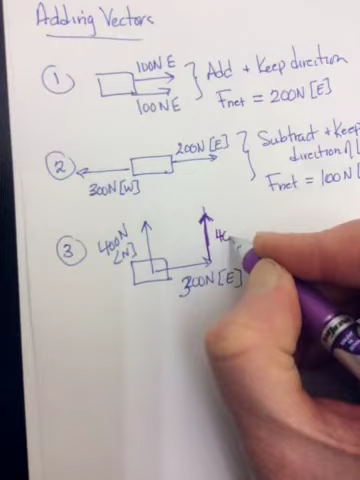 Adding Vectors
① 100N E
100N E
Add + Keep direction
Fnet = 200N [E]
② 200N [E]
300N [W]
Subtract + Keep
direction
Fnet = 100N
③ 400N
[N]
300N [E]